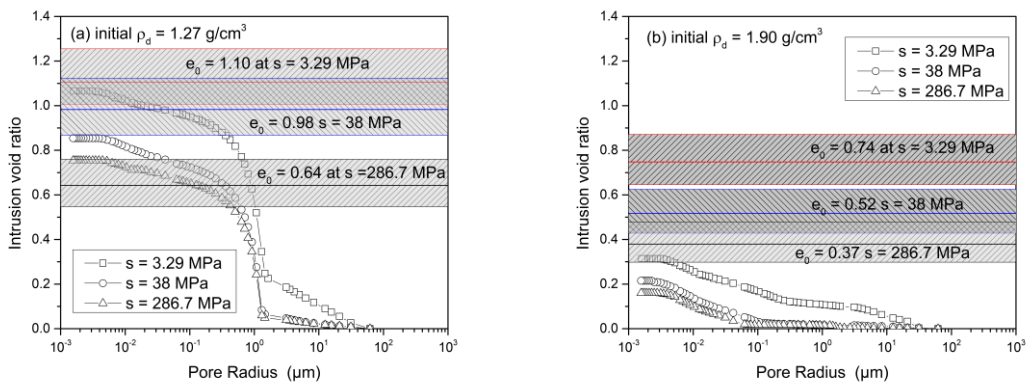 (a) initial ρd = 1.27 g/cm³
e0 = 1.10 at s = 3.29 MPa
e0 = 0.98 s = 38 MPa
e0 = 0.64 at s =286.7 MPa
s = 3.29 MPa
s = 38 MPa
s = 286.7 MPa
1.4
1.2
1.0
0.8
0.6
0.4
0.2
0.0
Intrusion void ratio
10⁻³ 10⁻² 10⁻¹ 10⁰ 10¹ 10² 10³
Pore Radius (µm)
(b) initial ρd = 1.90 g/cm³
s = 3.29 MPa
s = 38 MPa
s = 286.7 MPa
e0 = 0.74 at s = 3.29 MPa
e0 = 0.52 s = 38 MPa
e0 = 0.37 s = 286.7 MPa
1.4
1.2
1.0
0.8
0.6
0.4
0.2
0.0
Intrusion void ratio
10⁻³ 10⁻² 10⁻¹ 10⁰ 10¹ 10² 10³
Pore Radius (µm)